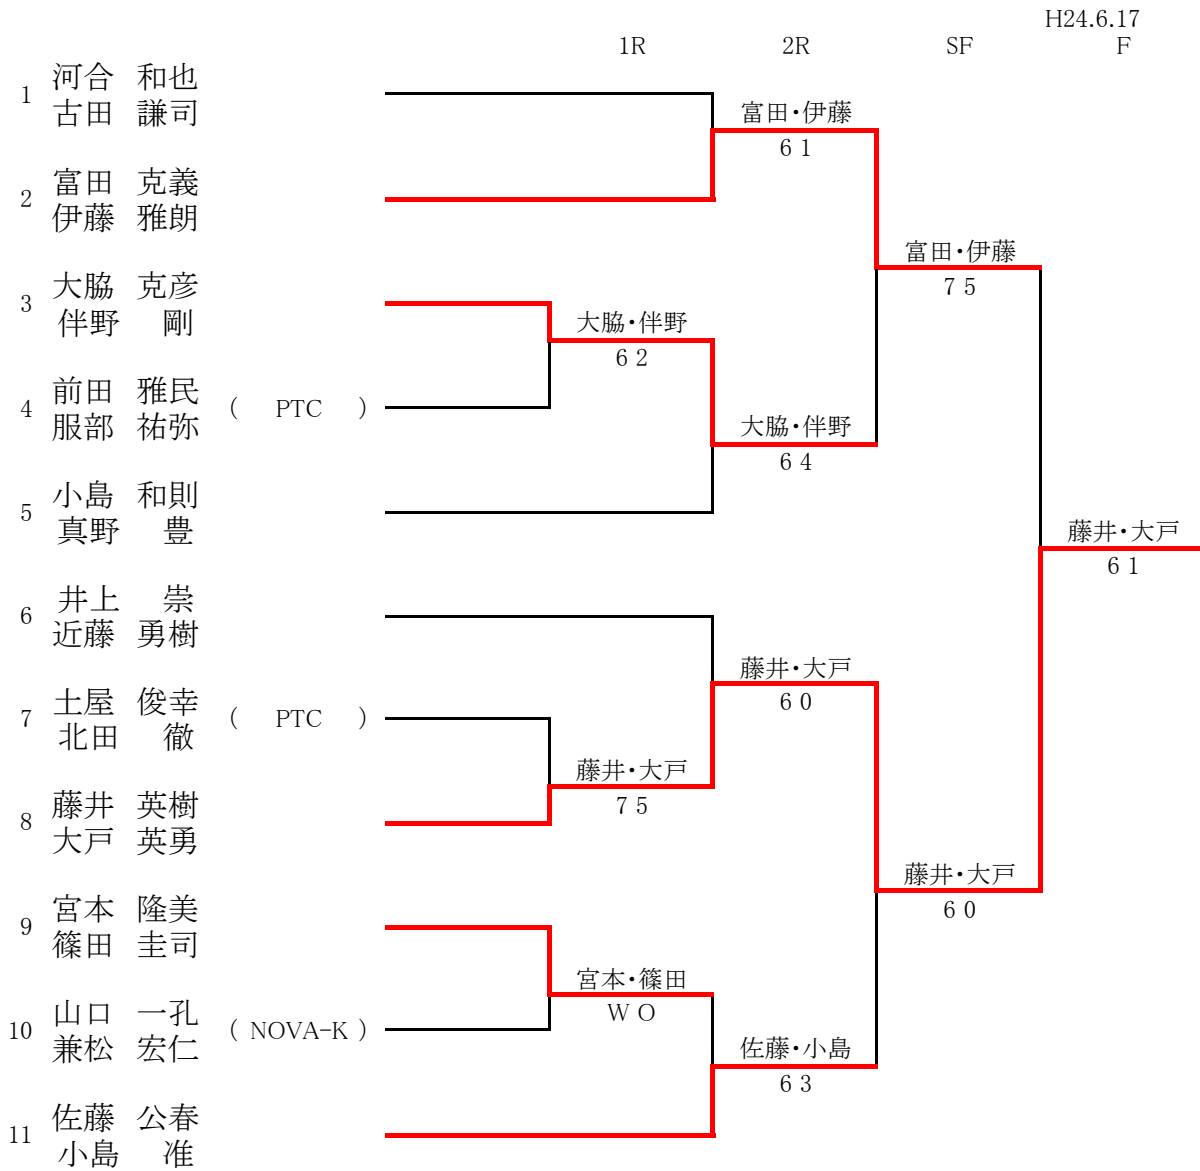 H24.6.17
1R 2R SF F
1 河合 和也
古田 謙司
富田・伊藤
6 1
2 富田 克義
伊藤 雅朗
富田・伊藤
7 5
3 大脇 克彦
伴野 剛
大脇・伴野
6 2
4 前田 雅民
服部 祐弥
( PTC )
大脇・伴野
6 4
5 小島 和則
真野 豊
藤井・大戸
6 1
6 井上 崇
近藤 勇樹
藤井・大戸
6 0
7 土屋 俊幸
北田 徹
( PTC )
藤井・大戸
7 5
8 藤井 英樹
大戸 英勇
藤井・大戸
6 0
9 宮本 隆美
篠田 圭司
宮本・篠田
W O
10 山口 一孔
兼松 宏仁
( NOVA-K )
佐藤・小島
6 3
11 佐藤 公春
小島 准